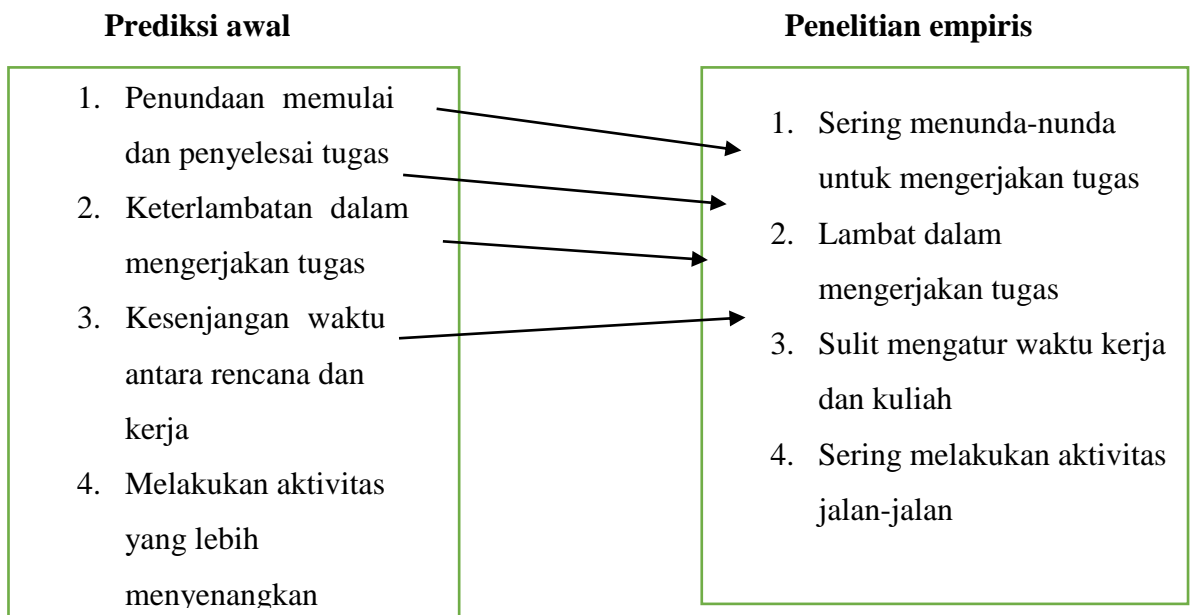 Prediksi awal
Penelitian empiris
1. Penundaan memulai
dan penyelesai tugas
2. Keterlambatan dalam
mengerjakan tugas
3. Kesenjangan waktu
antara rencana dan
kerja
4. Melakukan aktivitas
yang lebih
menyenangkan
1. Sering menunda-nunda
untuk mengerjakan tugas
2. Lambat dalam
mengerjakan tugas
3. Sulit mengatur waktu kerja
dan kuliah
4. Sering melakukan aktivitas
jalan-jalan